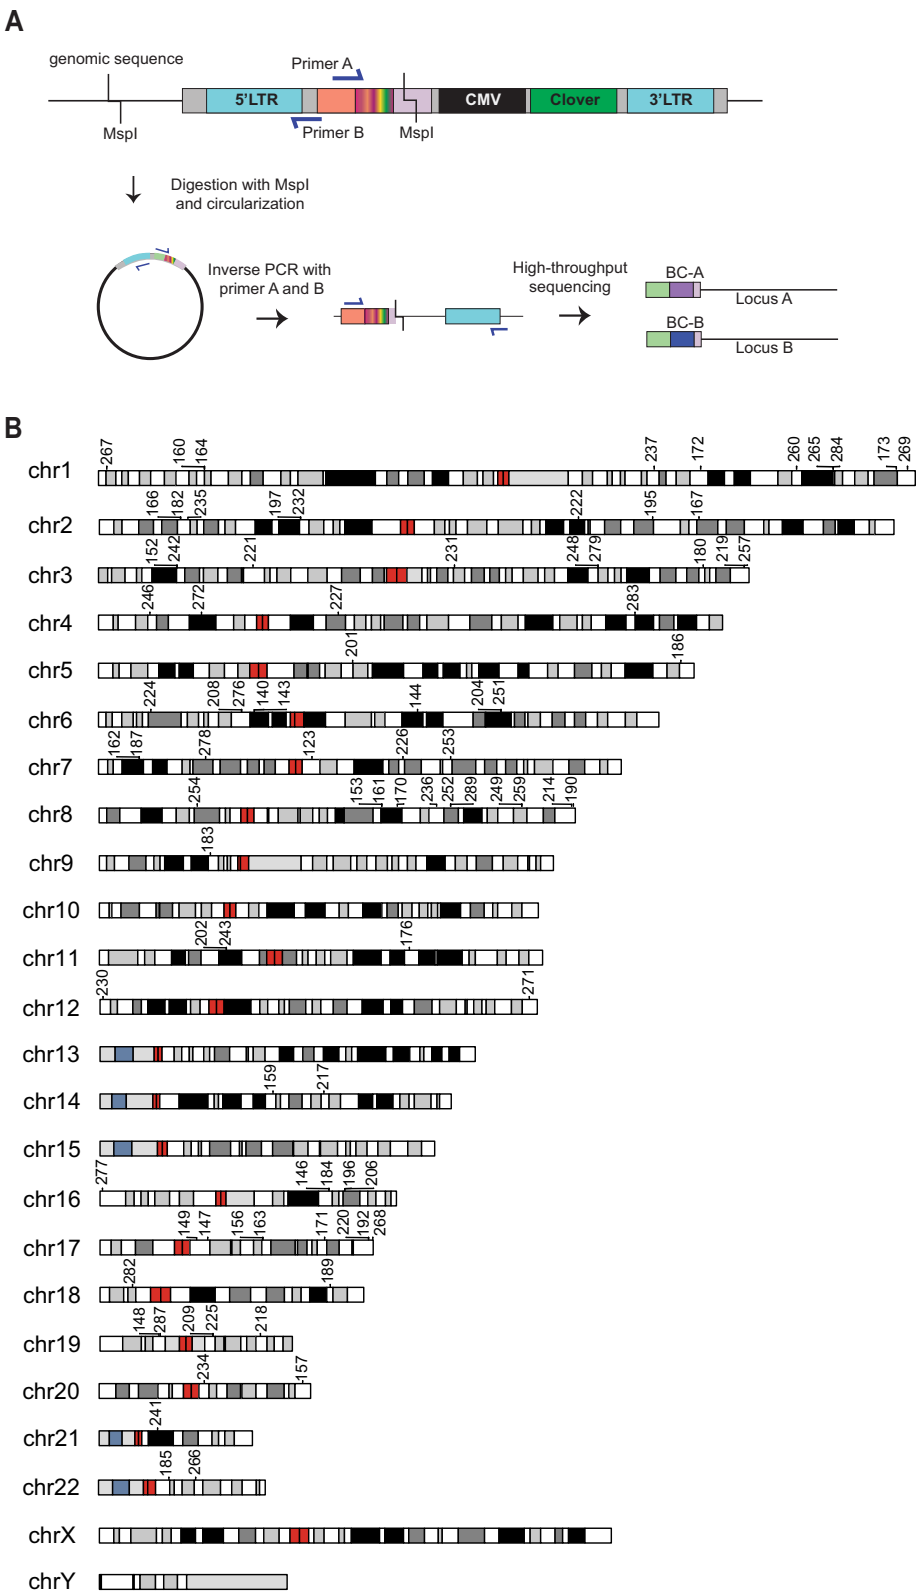 A
genomic sequence
Primer A
5'LTR
CMV
Clover
3'LTR
MspI
Primer B
MspI
Digestion with MspI
and circularization
Inverse PCR with
primer A and B
High-throughput
sequencing
BC-A
Locus A
BC-B
Locus B
B
267 160 164 237 172 260 265 284 173 269
chr1
166 182 235 197 232 222 195 167
chr2
152 242 221 231 248 279 180 219 257
chr3
246 272 227 283
chr4
201 186
chr5
224 208 276 140 143 144 204 251
chr6
162 187 278 123 226 253
chr7
254 153 161 170 236 252 289 249 259 214 190
chr8
183
chr9
chr10
202 243 176
chr11
230 271
chr12
chr13
159 217
chr14
chr15
277 146 184 196 206
chr16
149 147 156 163 171 220 192 268
chr17
282 189
chr18
148 287 209 225 218
chr19
234 157
chr20
241
chr21
185 266
chr22
chrX
chrY